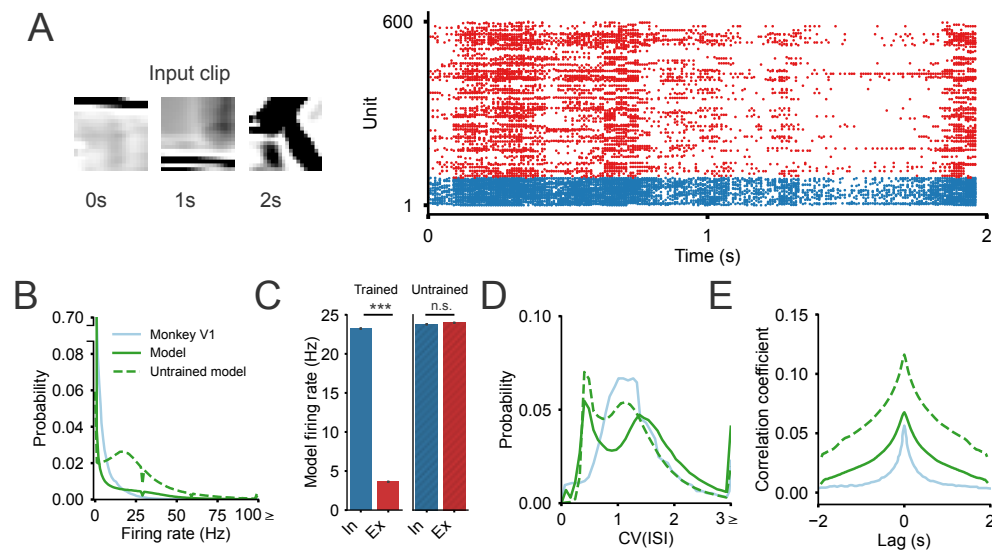 A
Input clip
0s
1s
2s
Unit
600
1
0
1
2
Time (s)
B
Probability
0.70
0.08
0.06
0.04
0.02
0.00
Monkey V1
Model
Untrained model
0
25
50
75
100 ≥
Firing rate (Hz)
C
Trained
Untrained
***
n.s.
Model firing rate (Hz)
25
20
15
10
5
0
In
Ex
In
Ex
D
Probability
0.10
0.05
0.00
0
1
2
3 ≥
CV(ISI)
E
Correlation coefficient
0.15
0.10
0.05
0.00
−2
0
2
Lag (s)